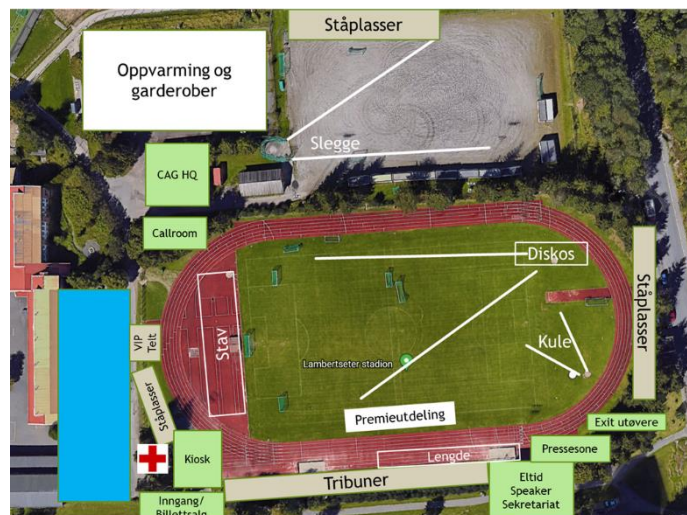 Ståplasser
Oppvarming og
garderober
Slegge
CAG HQ
Callroom
Diskos
Ståplasser
Stav
VIP
Telt
Kule
Lambertseter stadion
Ståplasser
Premieutdeling
Exit utøvere
Kiosk
Lengde
Pressesone
Tribuner
Eltid
Speaker
Sekretariat
Inngang/
Billettsalg